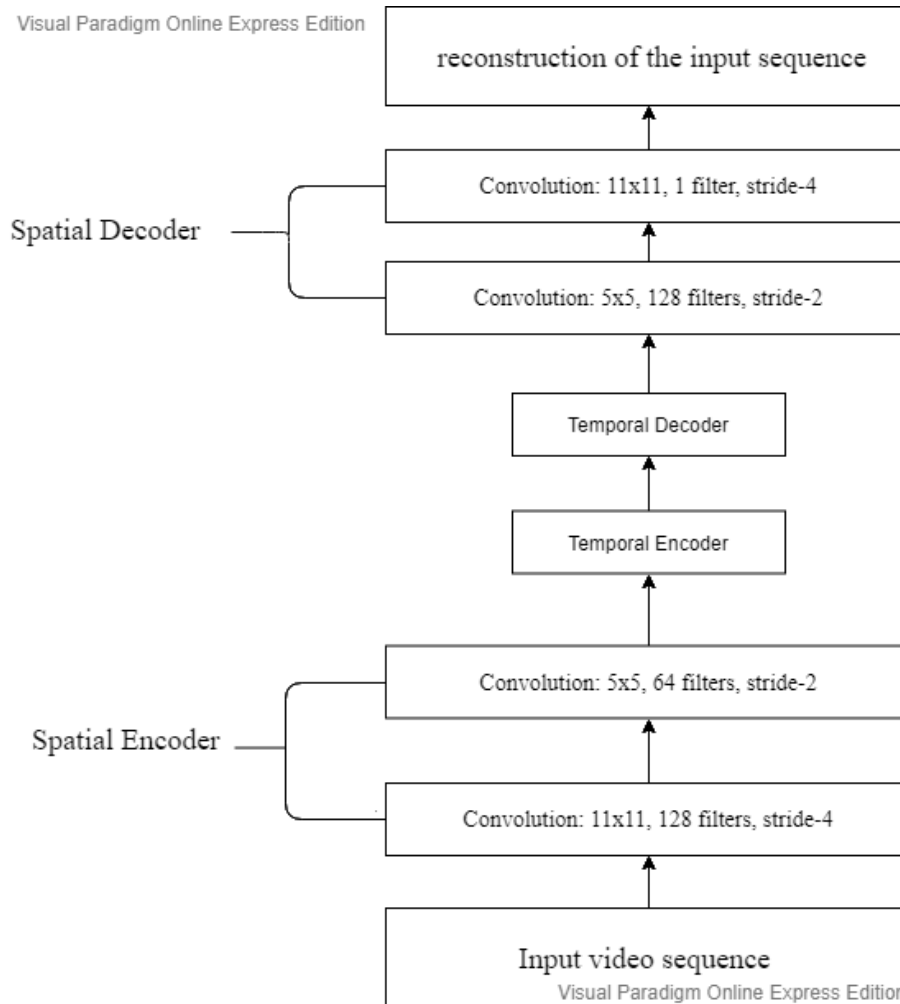 Visual Paradigm Online Express Edition
reconstruction of the input sequence
Convolution: 11x11, 1 filter, stride-4
Spatial Decoder
Convolution: 5x5, 128 filters, stride-2
Temporal Decoder
Temporal Encoder
Convolution: 5x5, 64 filters, stride-2
Spatial Encoder
Convolution: 11x11, 128 filters, stride-4
Input video sequence
Visual Paradigm Online Express Edition